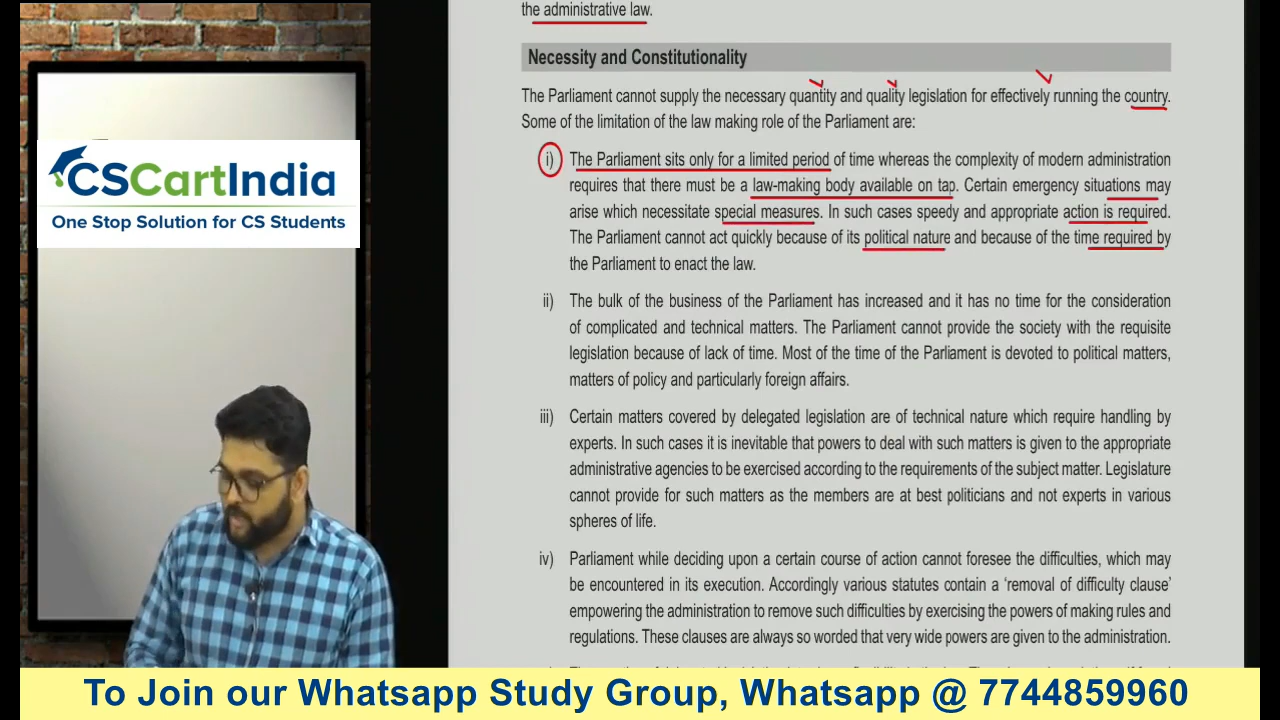 the administrative law.
Necessity and Constitutionality
The Parliament cannot supply the necessary quantity and quality legislation for effectively running the country.
Some of the limitation of the law making role of the Parliament are:
i) The Parliament sits only for a limited period of time whereas the complexity of modern administration
requires that there must be a law-making body available on tap. Certain emergency situations may
arise which necessitate special measures. In such cases speedy and appropriate action is required.
The Parliament cannot act quickly because of its political nature and because of the time required by
the Parliament to enact the law.
ii) The bulk of the business of the Parliament has increased and it has no time for the consideration
of complicated and technical matters. The Parliament cannot provide the society with the requisite
legislation because of lack of time. Most of the time of the Parliament is devoted to political matters,
matters of policy and particularly foreign affairs.
iii) Certain matters covered by delegated legislation are of technical nature which require handling by
experts. In such cases it is inevitable that powers to deal with such matters is given to the appropriate
administrative agencies to be exercised according to the requirements of the subject matter. Legislature
cannot provide for such matters as the members are at best politicians and not experts in various
spheres of life.
iv) Parliament while deciding upon a certain course of action cannot foresee the difficulties, which may
be encountered in its execution. Accordingly various statutes contain a ‘removal of difficulty clause’
empowering the administration to remove such difficulties by exercising the powers of making rules and
regulations. These clauses are always so worded that very wide powers are given to the administration.
CSCartIndia
One Stop Solution for CS Students
To Join our Whatsapp Study Group, Whatsapp @ 7744859960